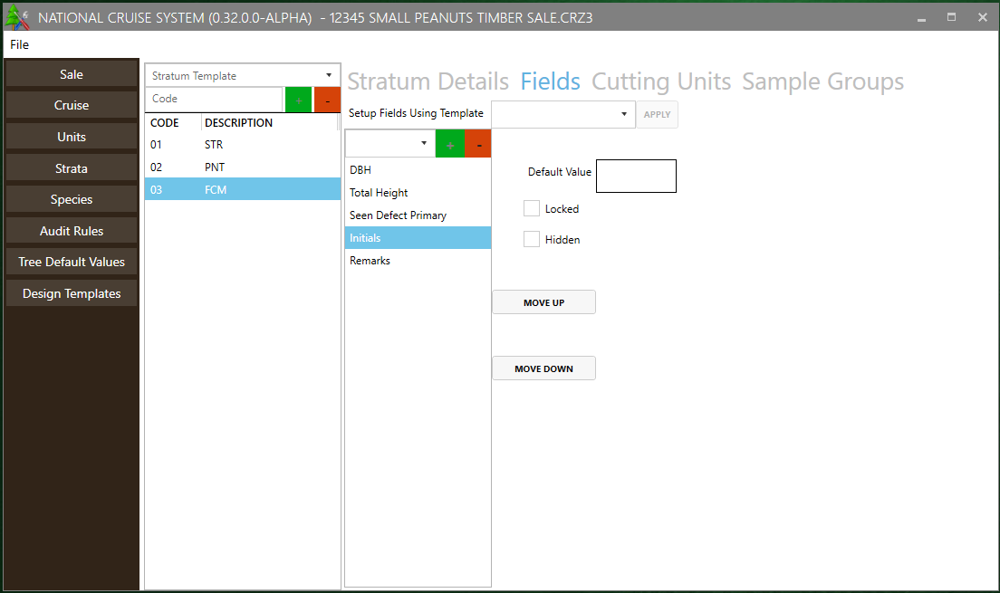 NATIONAL CRUISE SYSTEM (0.32.0.0-ALPHA) - 12345 SMALL PEANUTS TIMBER SALE.CRZ3
File
Sale
Cruise
Units
Strata
Species
Audit Rules
Tree Default Values
Design Templates
Stratum Template
Code
+ -
CODE DESCRIPTION
01 STR
02 PNT
03 FCM
Stratum Details Fields Cutting Units Sample Groups
Setup Fields Using Template APPLY
+ -
DBH
Total Height
Seen Defect Primary
Initials
Remarks
Default Value
Locked
Hidden
MOVE UP
MOVE DOWN